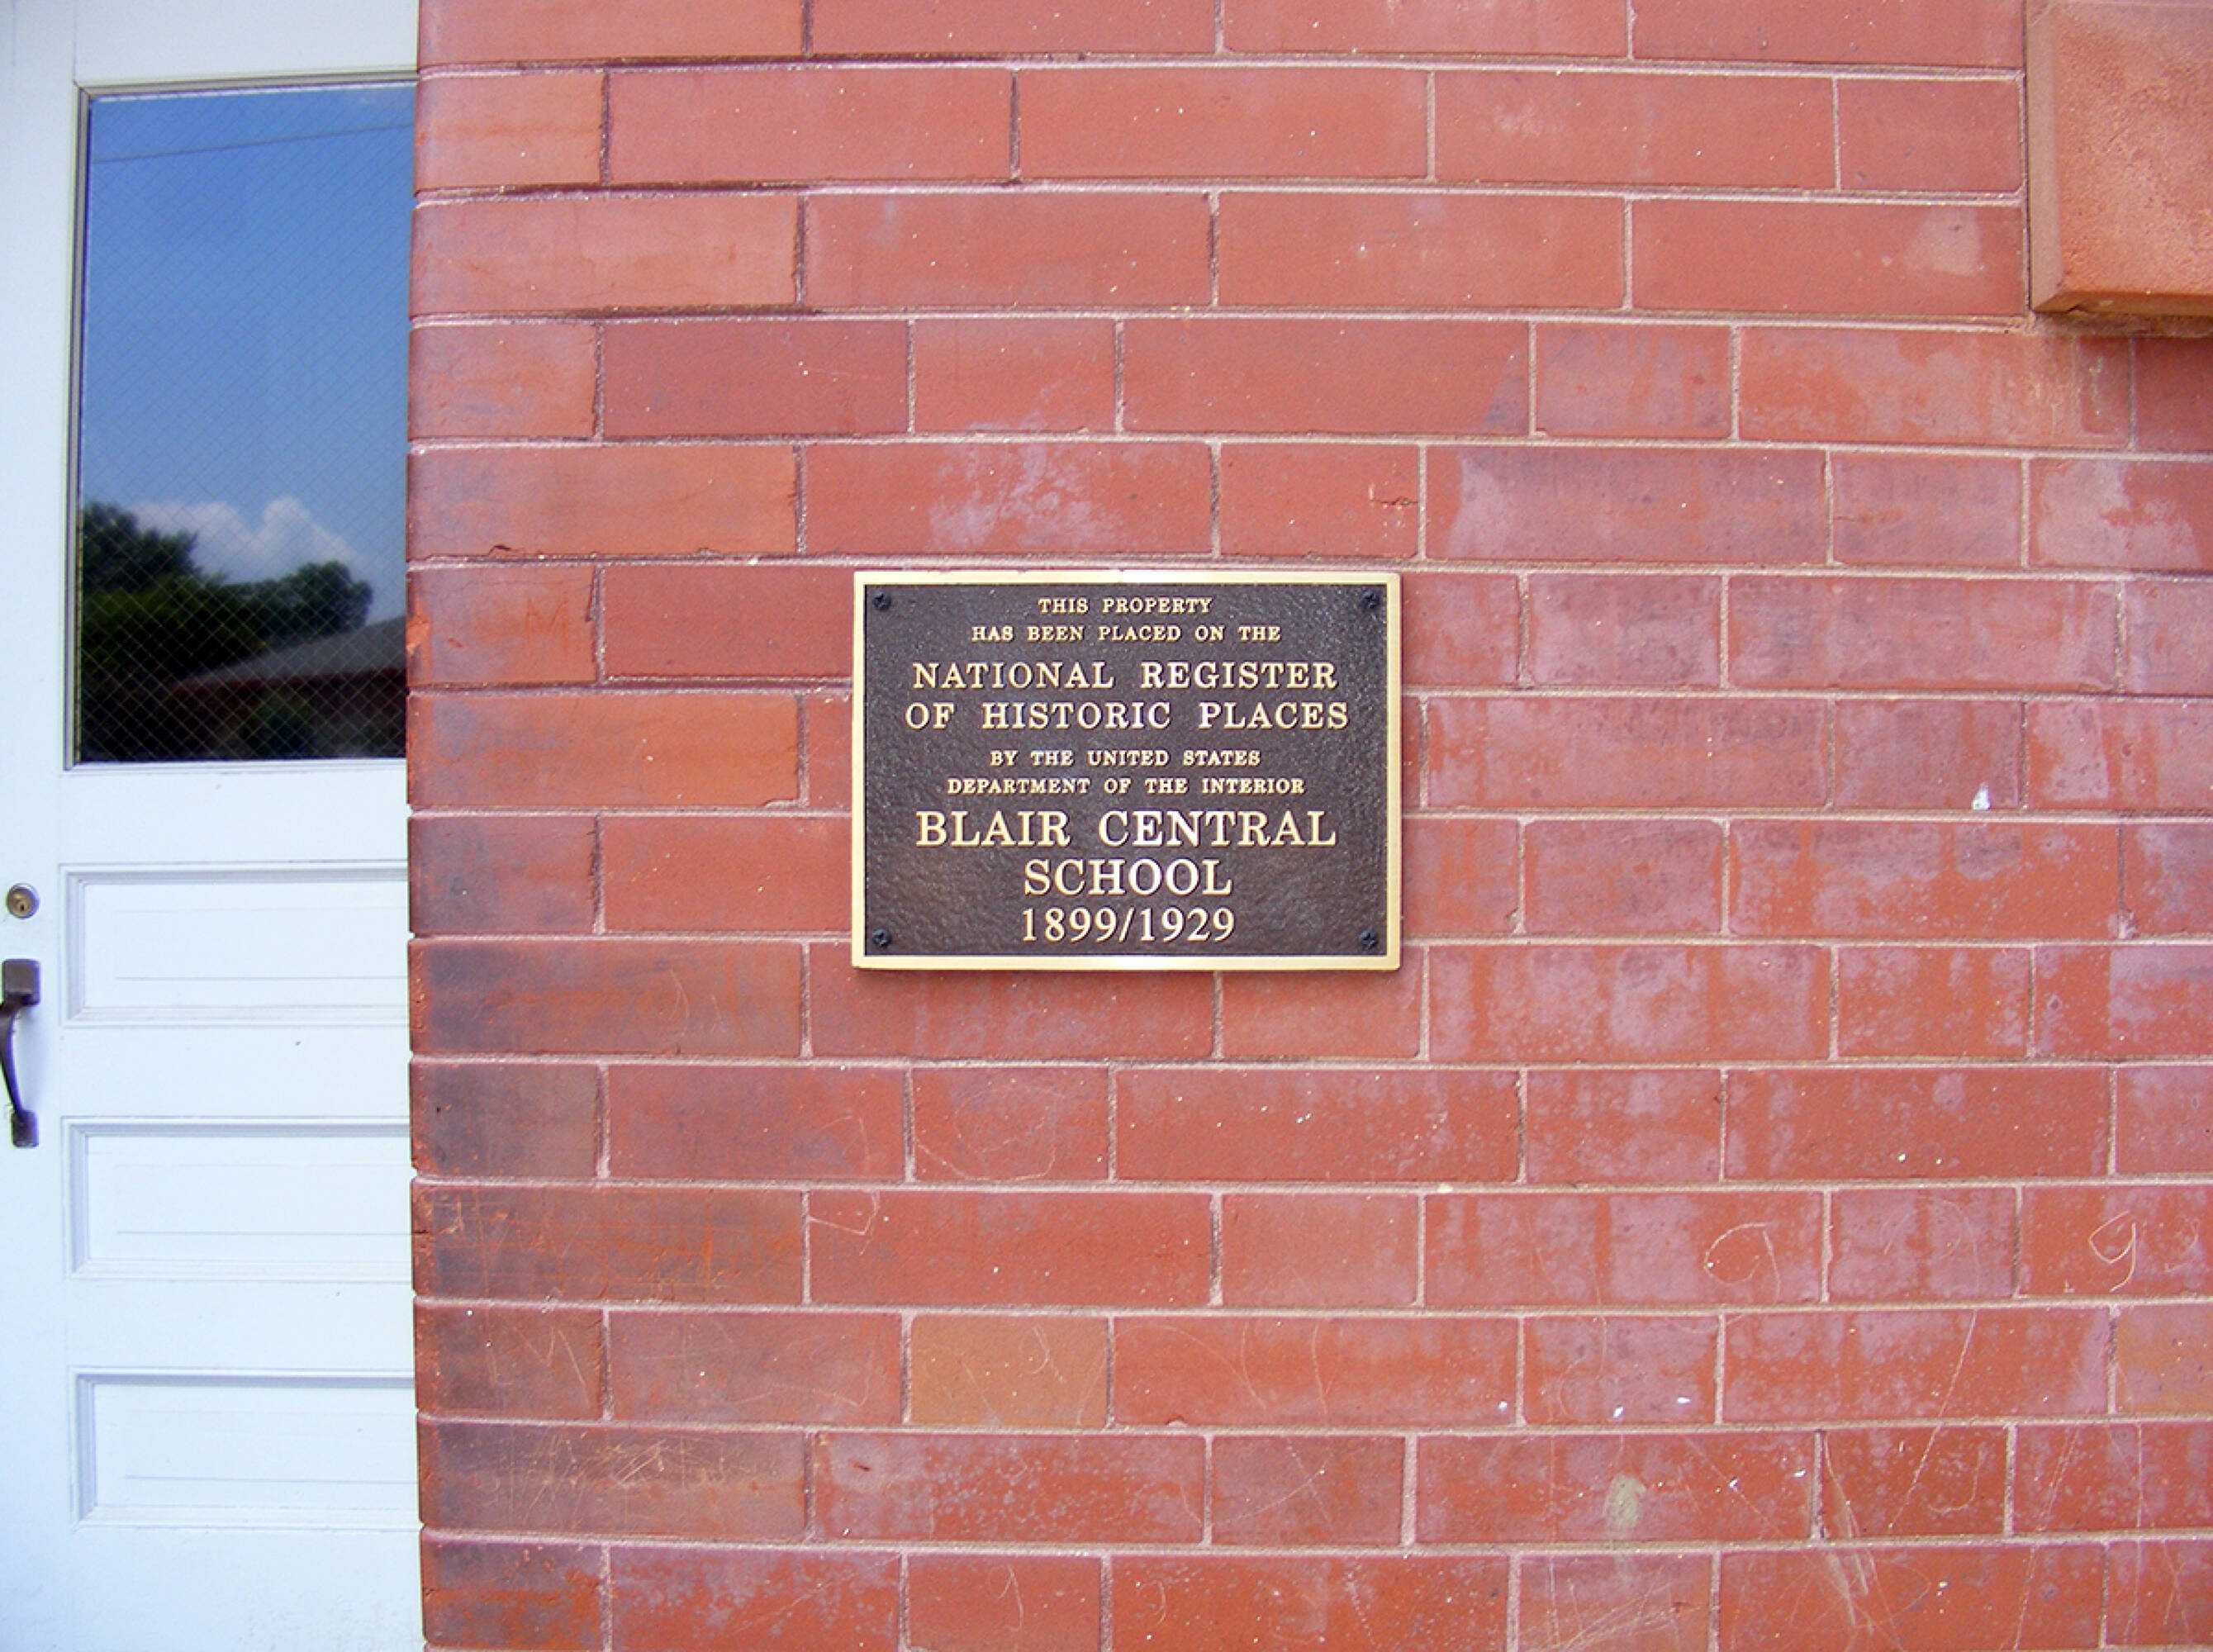 THIS PROPERTY
HAS BEEN PLACED ON THE
NATIONAL REGISTER
OF HISTORIC PLACES
BY THE UNITED STATES
DEPARTMENT OF THE INTERIOR
BLAIR CENTRAL
SCHOOL
1899/1929